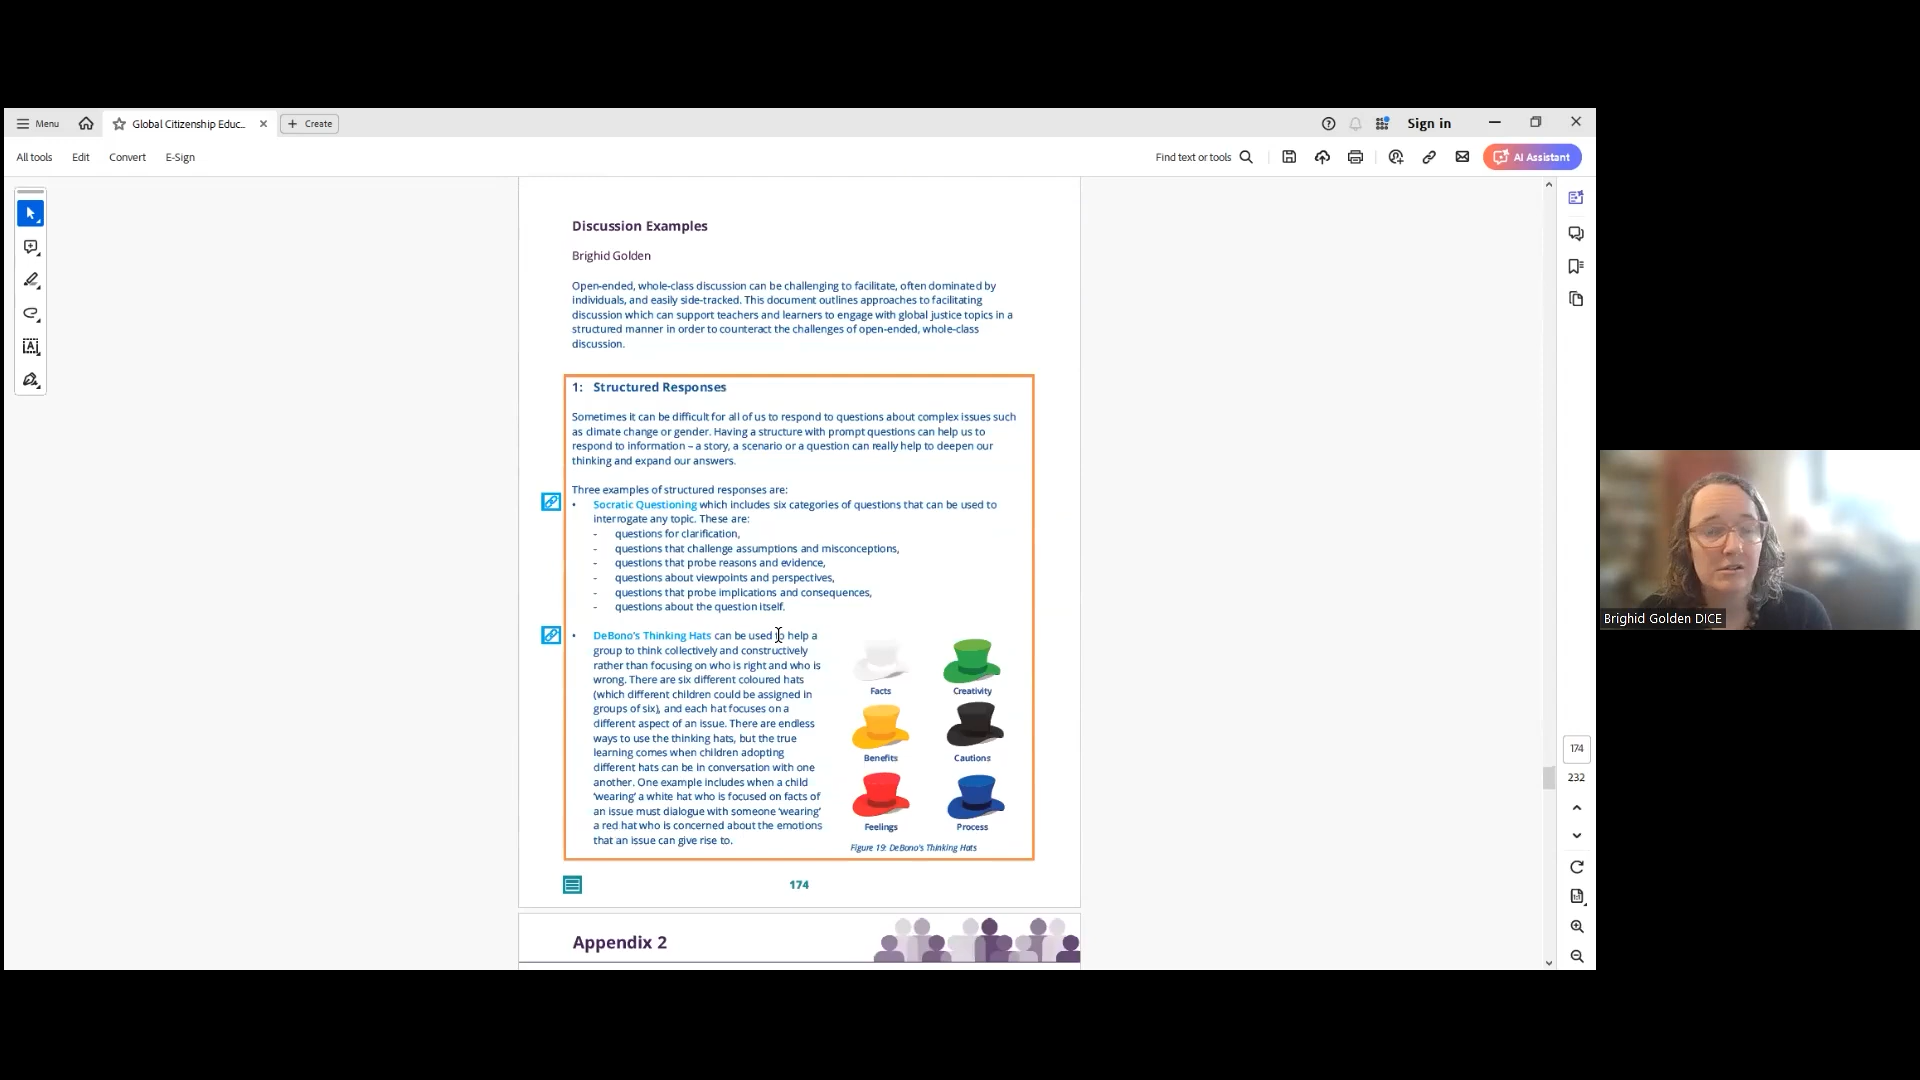 Menu
Global Citizenship Educ...
Create
Sign in
All tools
Edit
Convert
E-Sign
Find text or tools
AI Assistant
Discussion Examples
Brighid Golden
Open-ended, whole-class discussion can be challenging to facilitate, often dominated by
individuals, and easily side-tracked. This document outlines approaches to facilitating
discussion which can support teachers and learners to engage with global justice topics in a
structured manner in order to counteract the challenges of open-ended, whole-class
discussion.
1: Structured Responses
Sometimes it can be difficult for all of us to respond to questions about complex issues such
as climate change or gender. Having a structure with prompt questions can help us to
respond to information – a story, a scenario or a question can really help to deepen our
thinking and expand our answers.
Three examples of structured responses are:
• Socratic Questioning which includes six categories of questions that can be used to
interrogate any topic. These are:
- questions for clarification,
- questions that challenge assumptions and misconceptions,
- questions that probe reasons and evidence,
- questions about viewpoints and perspectives,
- questions that probe implications and consequences,
- questions about the question itself.
• DeBono's Thinking Hats can be used to help a
group to think collectively and constructively
rather than focusing on who is right and who is
wrong. There are six different coloured hats
(which different children could be assigned in
groups of six), and each hat focuses on a
different aspect of an issue. There are endless
ways to use the thinking hats, but the true
learning comes when children adopting
different hats can be in conversation with one
another. One example includes when a child
‘wearing’ a white hat who is focused on facts of
an issue must dialogue with someone ‘wearing’
a red hat who is concerned about the emotions
that an issue can give rise to.
Facts
Creativity
Benefits
Cautions
Feelings
Process
Figure 19: DeBono's Thinking Hats
174
Appendix 2
174
232
Brighid Golden DICE